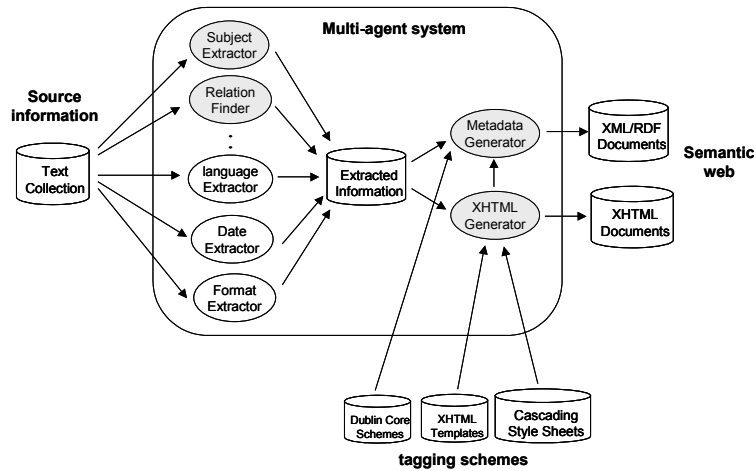 Multi-agent system
Source
information
Text
Collection
Subject
Extractor
Relation
Finder
language
Extractor
Date
Extractor
Format
Extractor
Extracted
Information
Metadata
Generator
XHTML
Generator
XML/RDF
Documents
XHTML
Documents
Semantic
web
Dublin Core
Schemes
XHTML
Templates
Cascading
Style Sheets
tagging schemes